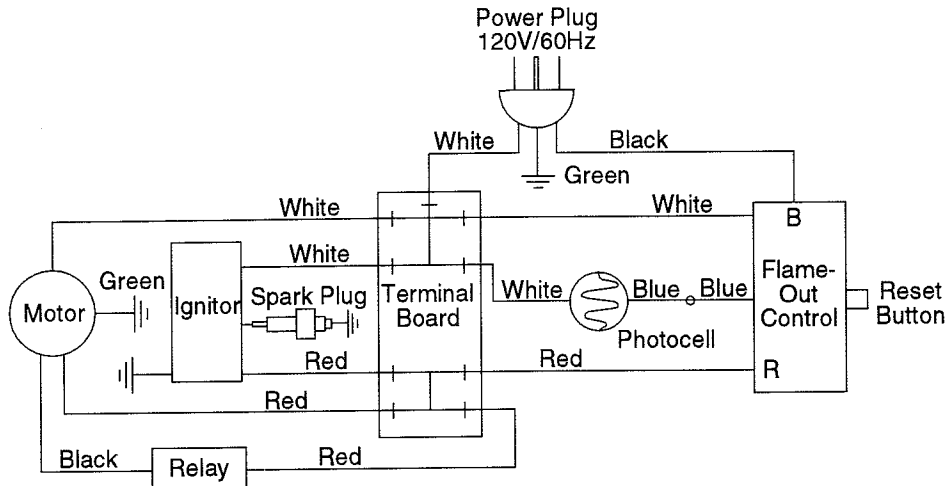 Power Plug
120V/60Hz
White
Black
Green
White
White
B
White
Green
Motor
Ignitor
Spark Plug
Terminal
Board
White
Blue
Blue
Photocell
Flame-
Out
Control
Reset
Button
Red
Red
R
Red
Black
Relay
Red